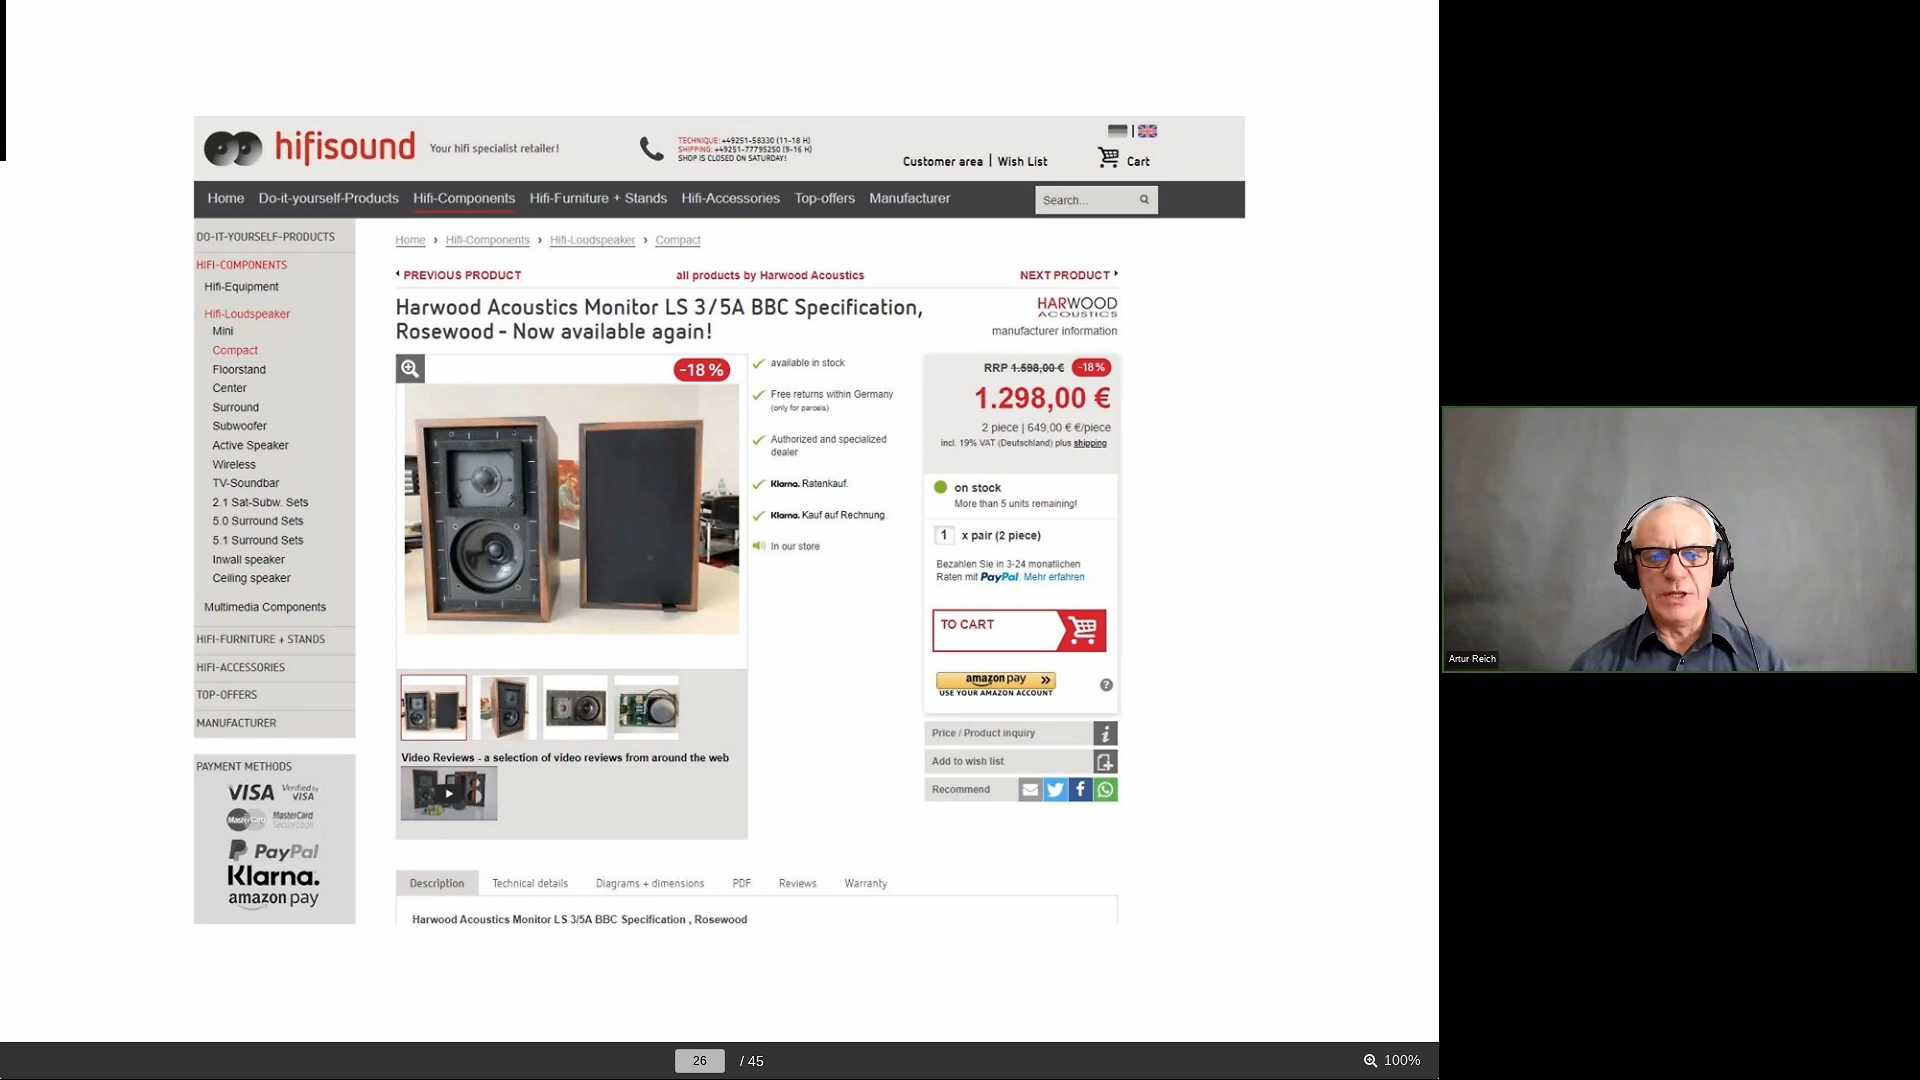 hifisound
Your hifi specialist retailer!
TECHNIQUE: +49251-58330 (11-18 H)
SHIPPING: +49251-77795250 (9-16 H)
SHOP IS CLOSED ON SATURDAY!
Customer area | Wish List
Cart
Home Do-it-yourself-Products Hifi-Components Hifi-Furniture + Stands Hifi-Accessories Top-offers Manufacturer
Search...
DO-IT-YOURSELF-PRODUCTS
HIFI-COMPONENTS
Hifi-Equipment
Hifi-Loudspeaker
Mini
Compact
Floorstand
Center
Surround
Subwoofer
Active Speaker
Wireless
TV-Soundbar
2.1 Sat-Subw. Sets
5.0 Surround Sets
5.1 Surround Sets
Inwall speaker
Ceiling speaker
Multimedia Components
HIFI-FURNITURE + STANDS
HIFI-ACCESSORIES
TOP-OFFERS
MANUFACTURER
PAYMENT METHODS
VISA Verified by VISA
MasterCard MasterCard SecureCode
PayPal
Klarna.
amazon pay
Home › Hifi-Components › Hifi-Loudspeaker › Compact
PREVIOUS PRODUCT
all products by Harwood Acoustics
NEXT PRODUCT
Harwood Acoustics Monitor LS 3/5A BBC Specification,
Rosewood - Now available again!
HARWOOD
ACOUSTICS
manufacturer information
-18 %
available in stock
Free returns within Germany
(only for parcels)
Authorized and specialized
dealer
Klarna. Ratenkauf.
Klarna. Kauf auf Rechnung.
In our store
RRP 1.598,00 € -18 %
1.298,00 €
2 piece | 649,00 € €/piece
incl. 19% VAT (Deutschland) plus shipping
on stock
More than 5 units remaining!
1 x pair (2 piece)
Bezahlen Sie in 3-24 monatlichen
Raten mit PayPal. Mehr erfahren
TO CART
amazon pay
USE YOUR AMAZON ACCOUNT
?
Price / Product inquiry
Add to wish list
Recommend
Video Reviews - a selection of video reviews from around the web
Description Technical details Diagrams + dimensions PDF Reviews Warranty
Harwood Acoustics Monitor LS 3/5A BBC Specification , Rosewood
Artur Reich
26 / 45
100%